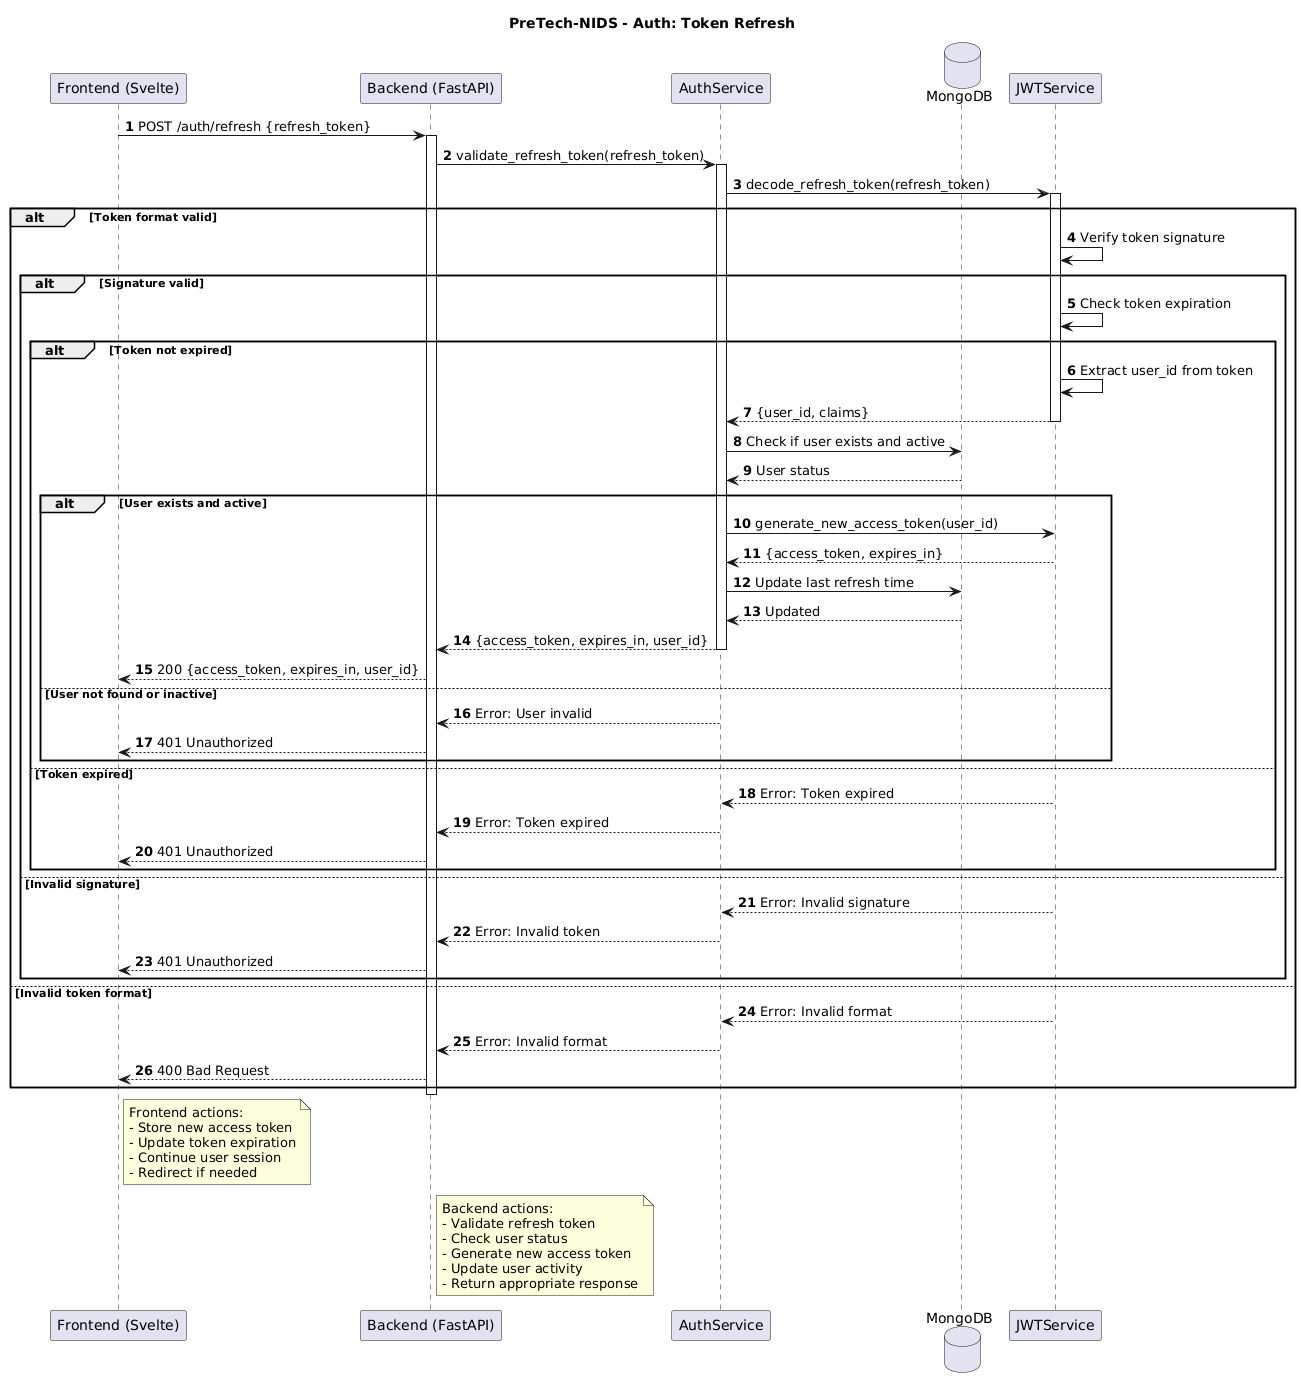 PreTech-NIDS - Auth: Token Refresh
Frontend (Svelte)
Backend (FastAPI)
AuthService
MongoDB
JWTService
1 POST /auth/refresh {refresh_token}
2 validate_refresh_token(refresh_token)
3 decode_refresh_token(refresh_token)
alt [Token format valid]
4 Verify token signature
alt [Signature valid]
5 Check token expiration
alt [Token not expired]
6 Extract user_id from token
7 {user_id, claims}
8 Check if user exists and active
9 User status
alt [User exists and active]
10 generate_new_access_token(user_id)
11 {access_token, expires_in}
12 Update last refresh time
13 Updated
14 {access_token, expires_in, user_id}
15 200 {access_token, expires_in, user_id}
[User not found or inactive]
16 Error: User invalid
17 401 Unauthorized
[Token expired]
18 Error: Token expired
19 Error: Token expired
20 401 Unauthorized
[Invalid signature]
21 Error: Invalid signature
22 Error: Invalid token
23 401 Unauthorized
[Invalid token format]
24 Error: Invalid format
25 Error: Invalid format
26 400 Bad Request
Frontend actions:
- Store new access token
- Update token expiration
- Continue user session
- Redirect if needed
Backend actions:
- Validate refresh token
- Check user status
- Generate new access token
- Update user activity
- Return appropriate response
Frontend (Svelte)
Backend (FastAPI)
AuthService
MongoDB
JWTService